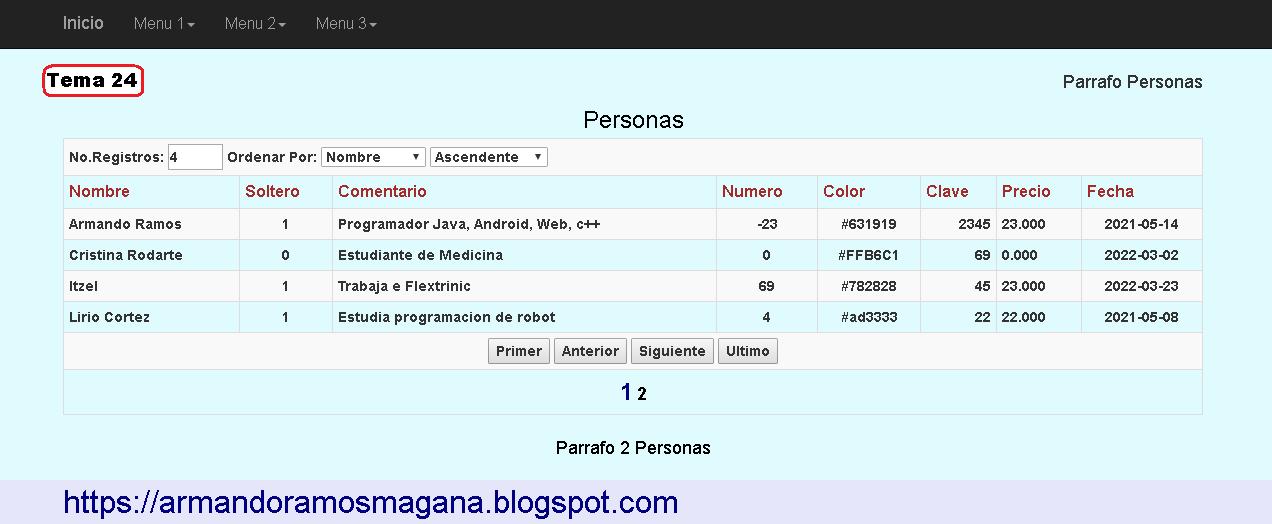 Inicio Menu 1 Menu 2 Menu 3
Tema 24
Parrafo Personas
Personas
No.Registros: 4 Ordenar Por: Nombre Ascendente
Nombre Soltero Comentario Numero Color Clave Precio Fecha
Armando Ramos 1 Programador Java, Android, Web, c++ -23 #631919 2345 23.000 2021-05-14
Cristina Rodarte 0 Estudiante de Medicina 0 #FFB6C1 69 0.000 2022-03-02
Itzel 1 Trabaja e Flextrinic 69 #782828 45 23.000 2022-03-23
Lirio Cortez 1 Estudia programacion de robot 4 #ad3333 22 22.000 2021-05-08
Primer Anterior Siguiente Ultimo
1 2
Parrafo 2 Personas
https://armandoramosmagana.blogspot.com